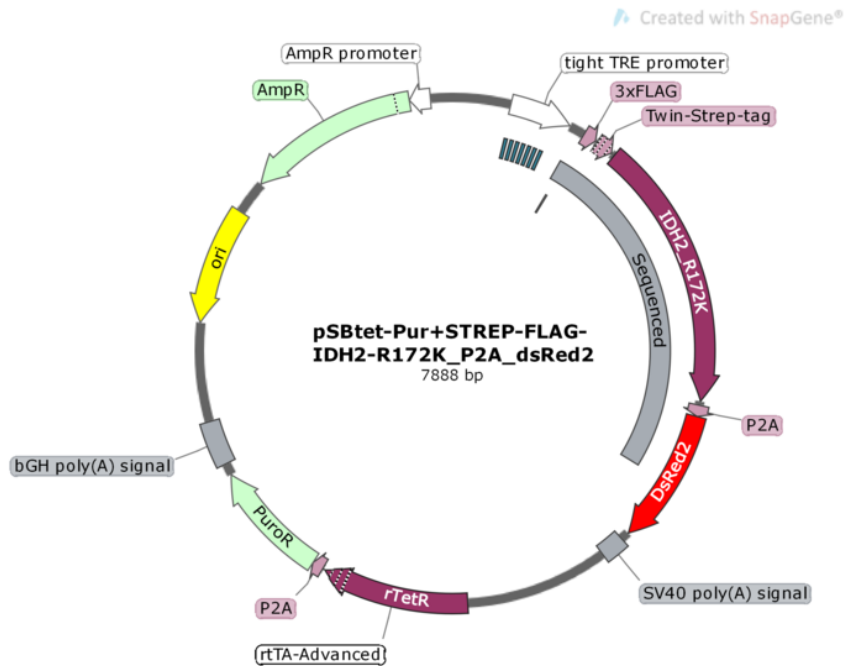 Created with SnapGene®
AmpR promoter
tight TRE promoter
AmpR
3xFLAG
Twin-Strep-tag
IDH2_R172K
ori
Sequenced
pSBtet-Pur+STREP-FLAG-
IDH2-R172K_P2A_dsRed2
7888 bp
P2A
bGH poly(A) signal
DsRed2
PuroR
SV40 poly(A) signal
P2A
rTetR
(rtTA-Advanced)